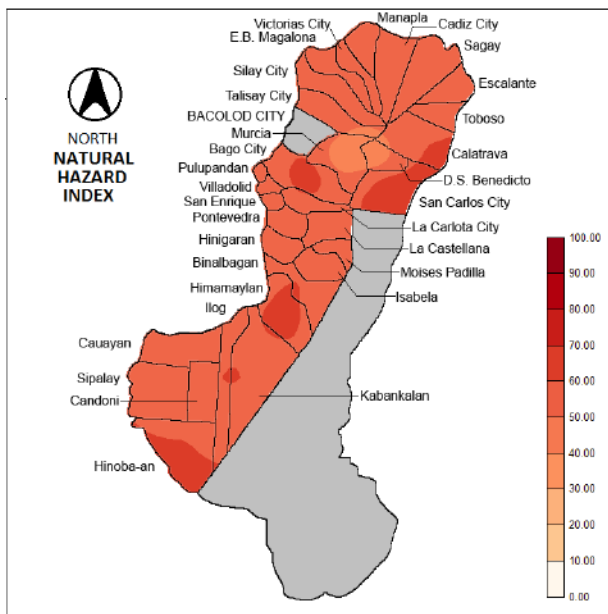 Victorias City
Manapla
E.B. Magalona
Cadiz City
Sagay
Silay City
Escalante
Talisay City
BACOLOD CITY
Toboso
Murcia
Bago City
Calatrava
Pulupandan
D.S. Benedicto
Villadolid
San Enrique
San Carlos City
Pontevedra
La Carlota City
Hinigaran
La Castellana
Binalbagan
Moises Padilla
Himamaylan
Isabela
Ilog
Cauayan
Sipalay
Candoni
Kabankalan
Hinoba-an
NORTH
NATURAL
HAZARD
INDEX
100.00
90.00
80.00
70.00
60.00
50.00
40.00
30.00
20.00
10.00
0.00